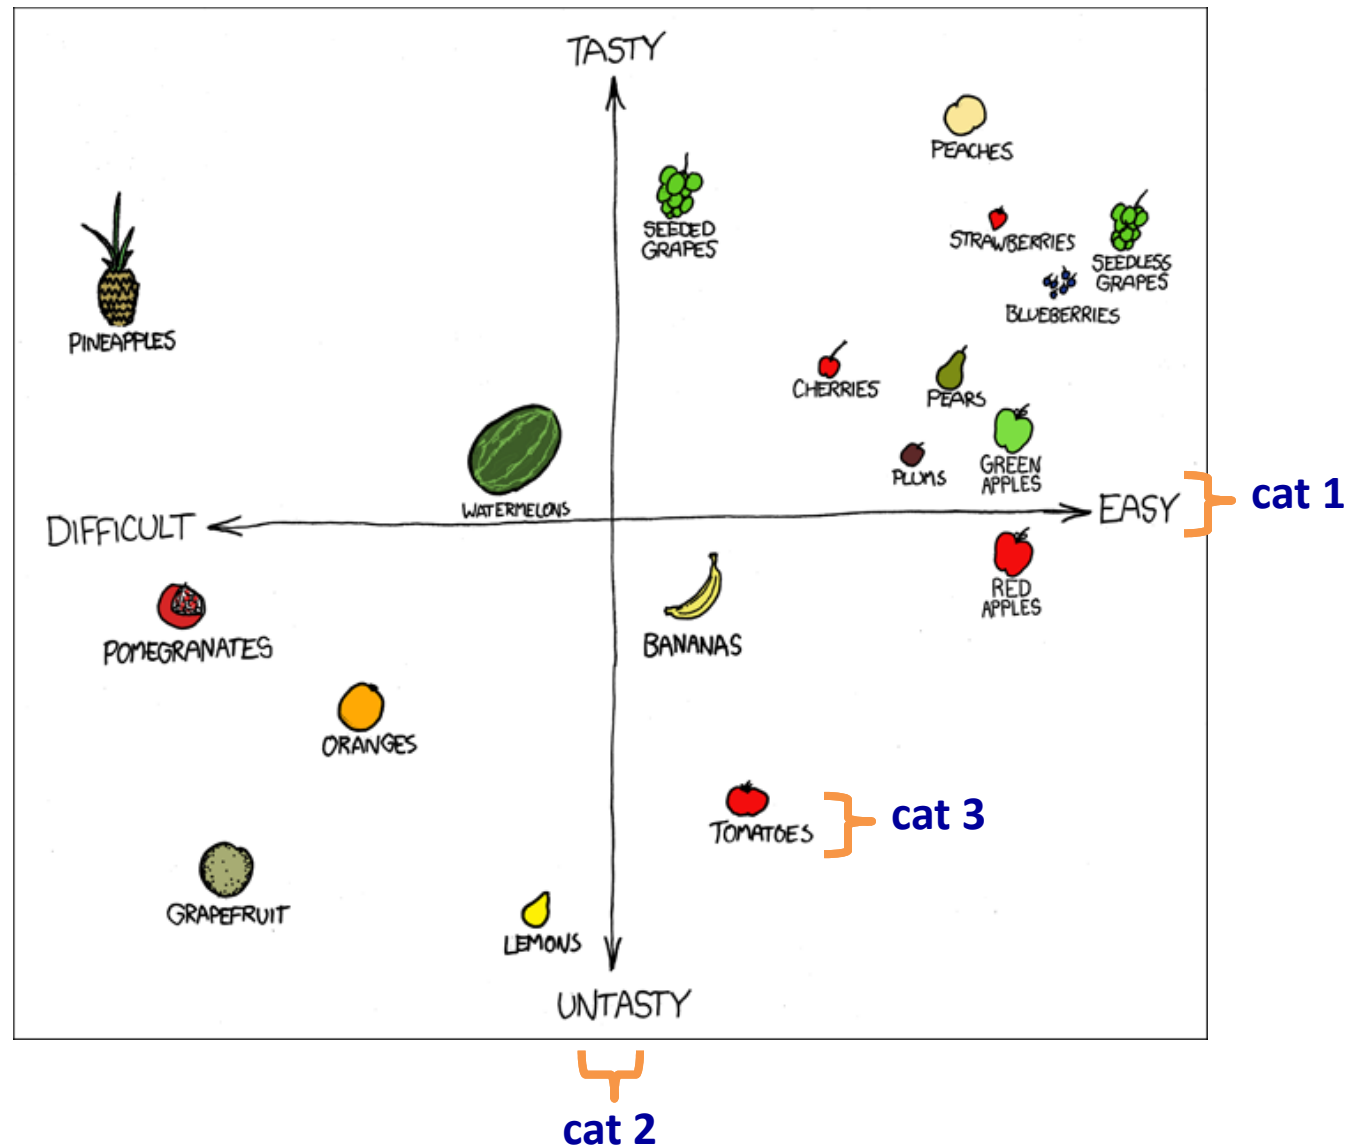 TASTY
PEACHES
SEEDED
GRAPES
STRAWBERRIES
SEEDLESS
GRAPES
BLUEBERRIES
PINEAPPLES
CHERRIES
PEARS
GREEN
APPLES
PLUMS
WATERMELONS
DIFFICULT
EASY
cat 1
RED
APPLES
POMEGRANATES
BANANAS
ORANGES
TOMATOES
cat 3
GRAPEFRUIT
LEMONS
UNTASTY
cat 2